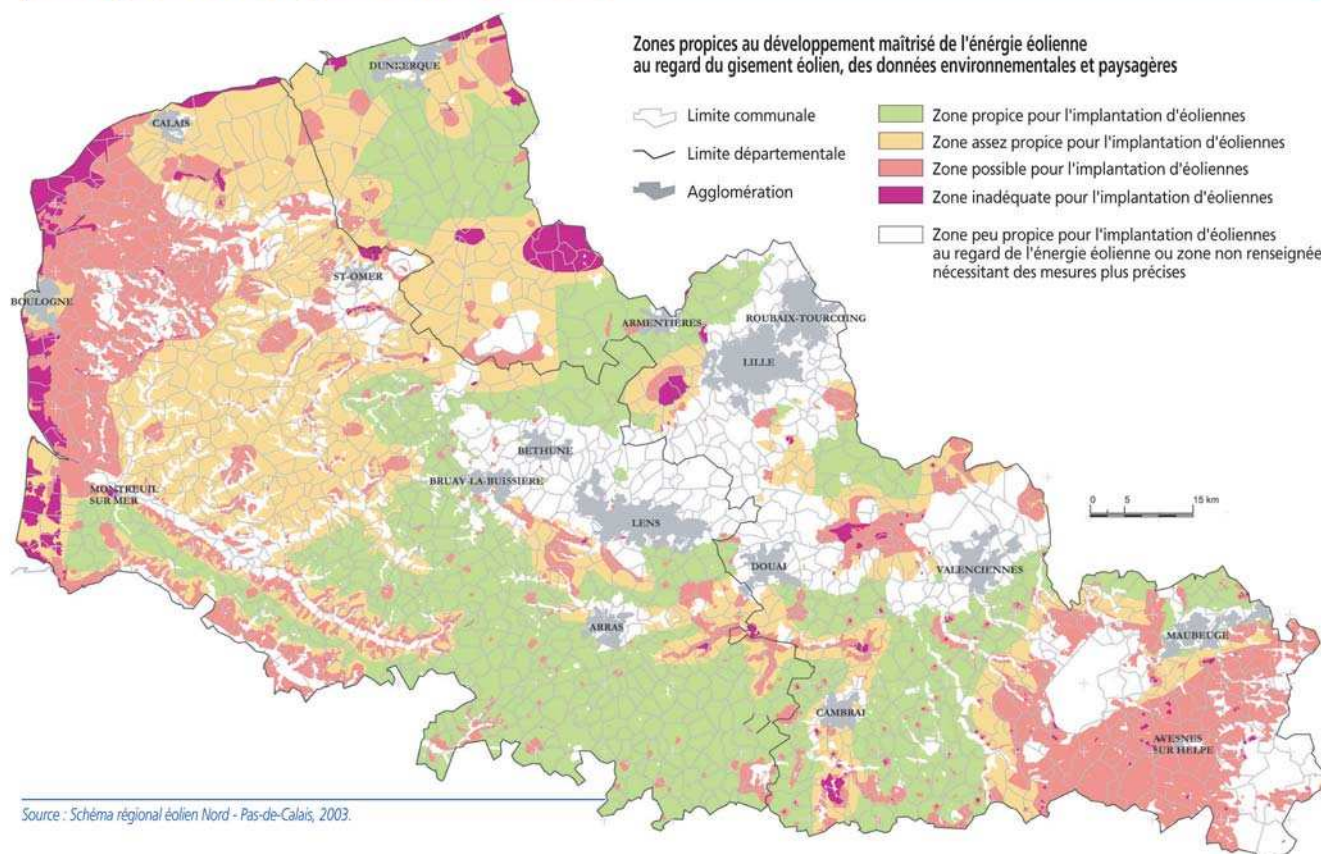 Zones propices au développement maîtrisé de l'énérgie éolienne
au regard du gisement éolien, des données environnementales et paysagères
Limite communale
Limite départementale
Agglomération
Zone propice pour l'implantation d'éoliennes
Zone assez propice pour l'implantation d'éoliennes
Zone possible pour l'implantation d'éoliennes
Zone inadéquate pour l'implantation d'éoliennes
Zone peu propice pour l'implantation d'éoliennes
au regard de l'énergie éolienne ou zone non renseignée
nécessitant des mesures plus précises
DUNKERQUE
CALAIS
ST-OMER
BOULOGNE
ARMENTIÈRES
ROUBAIX-TOURCOING
LILLE
BETHUNE
BRUAY-LA-BUISSIERE
MONTREUIL
SUR MER
LENS
0 5 15 km
DOUAI
VALENCIENNES
ARRAS
MAUBEUGE
CAMBRAI
AVESNES
SUR HELPE
Source : Schéma régional éolien Nord - Pas-de-Calais, 2003.